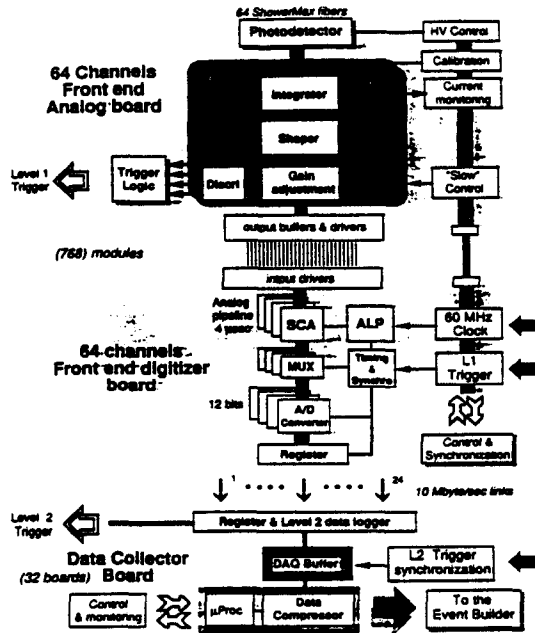 64 ShowerMax fibers
Photodetector
HV Control
Calibration
Current monitoring
64 Channels
Front end
Analog board
Integrator
Shaper
Level 1
Trigger
Trigger
Logic
Discri
Gain
adjustment
"Slow"
Control
output buffers & drivers
(768) modules
input drivers
Analog
pipeline
4 µsec
SCA
ALP
60 MHz
Clock
64 channels
Front end digitizer
board
MUX
Timing
&
Synchro
L1
Trigger
12 bits
A/D
Converter
Control &
Synchronization
Register
1
24
10 Mbyte/sec links
Level 2
Trigger
Register & Level 2 data logger
Data Collector
Board
(32 boards)
DAQ Buffer
L2 Trigger
synchronization
Control
& monitoring
µProc
Data
Compressor
To the
Event Builder